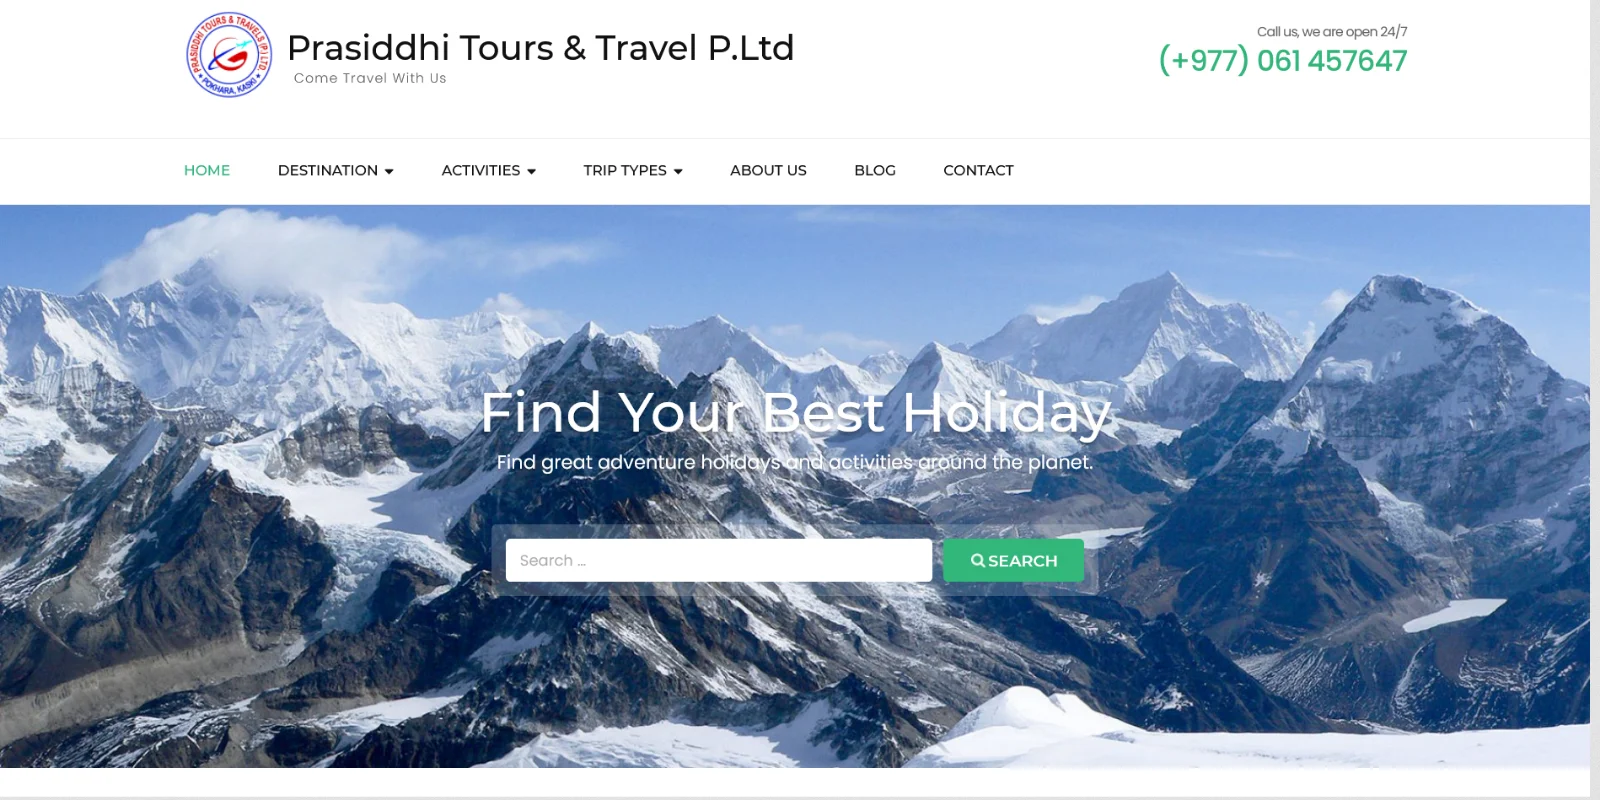 PRASIDDHI TOURS & TRAVELS (P) LTD.
POKHARA, KASKI
Prasiddhi Tours & Travel P.Ltd
Come Travel With Us
Call us, we are open 24/7
(+977) 061 457647
HOME DESTINATION ACTIVITIES TRIP TYPES ABOUT US BLOG CONTACT
Find Your Best Holiday
Find great adventure holidays and activities around the planet.
Search ... SEARCH